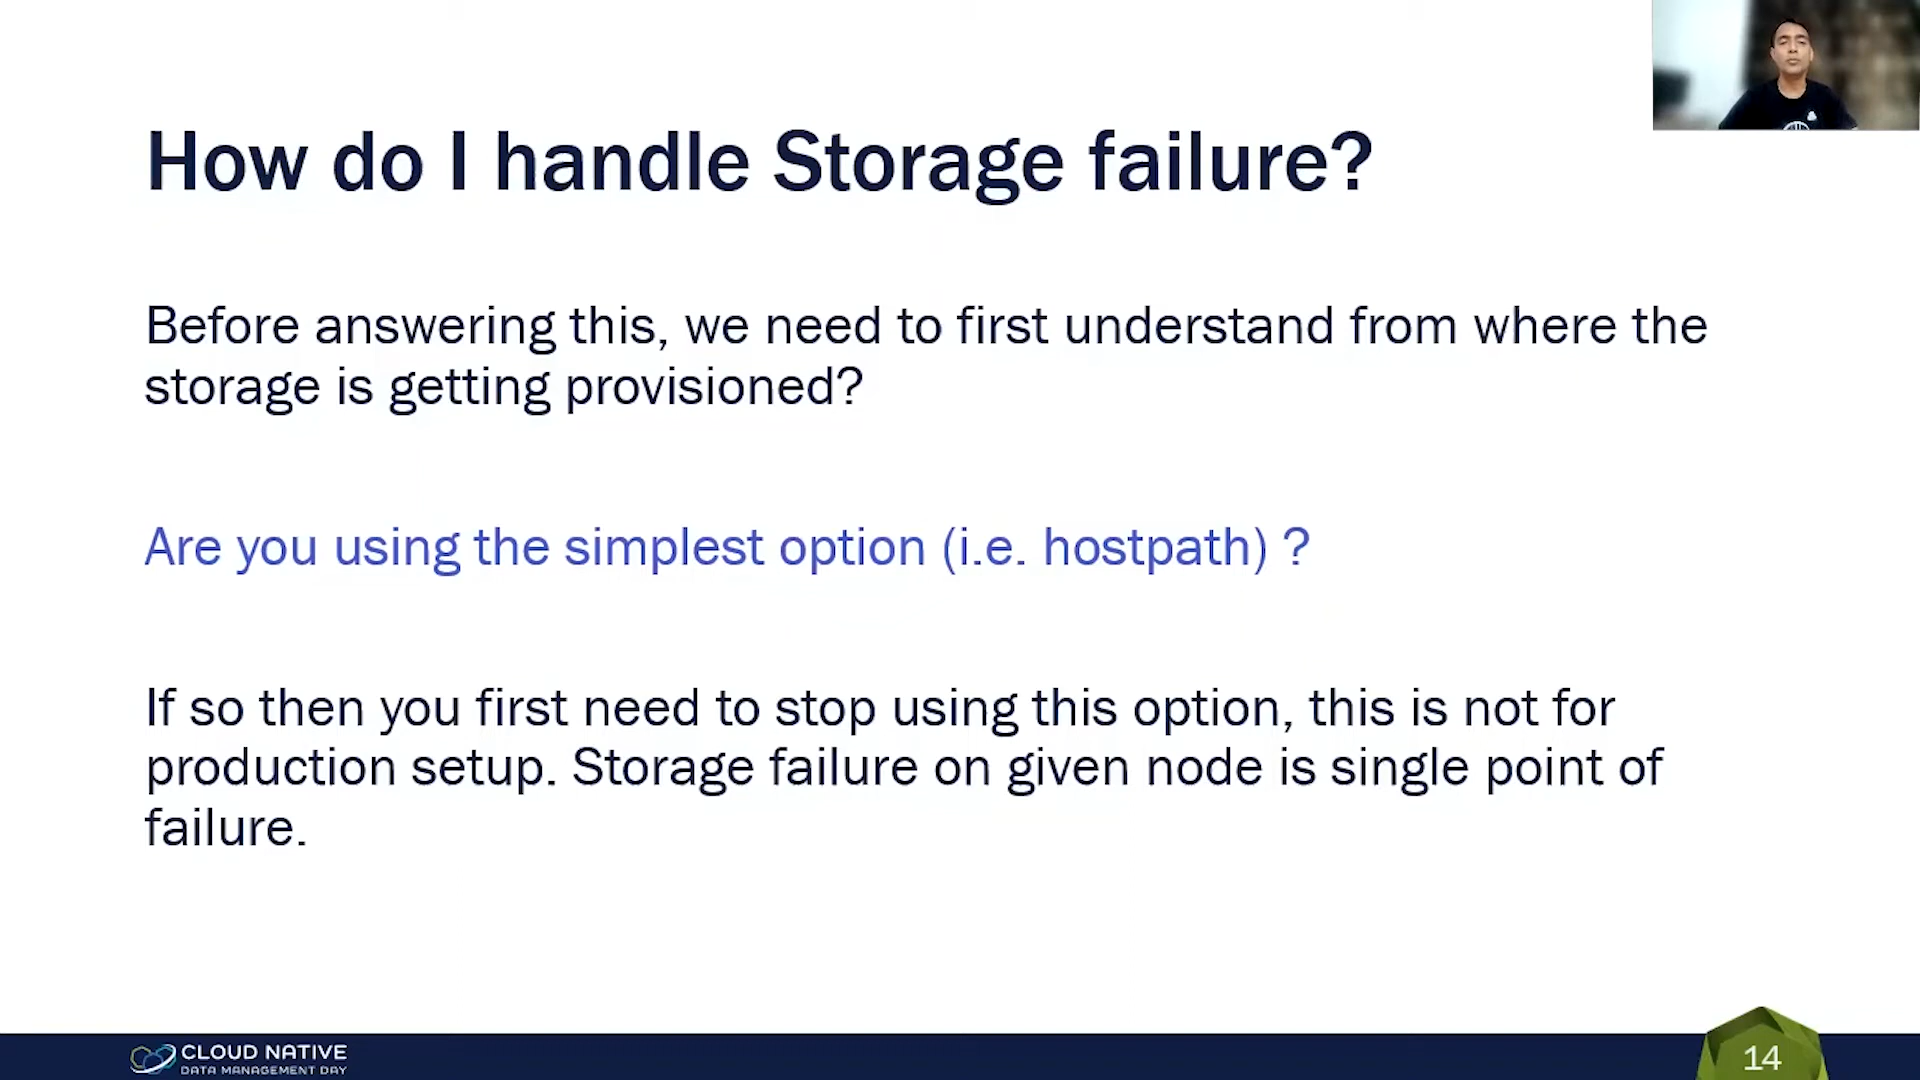 How do I handle Storage failure?
Before answering this, we need to first understand from where the
storage is getting provisioned?
Are you using the simplest option (i.e. hostpath) ?
If so then you first need to stop using this option, this is not for
production setup. Storage failure on given node is single point of
failure.
CLOUD NATIVE
DATA MANAGEMENT DAY
14